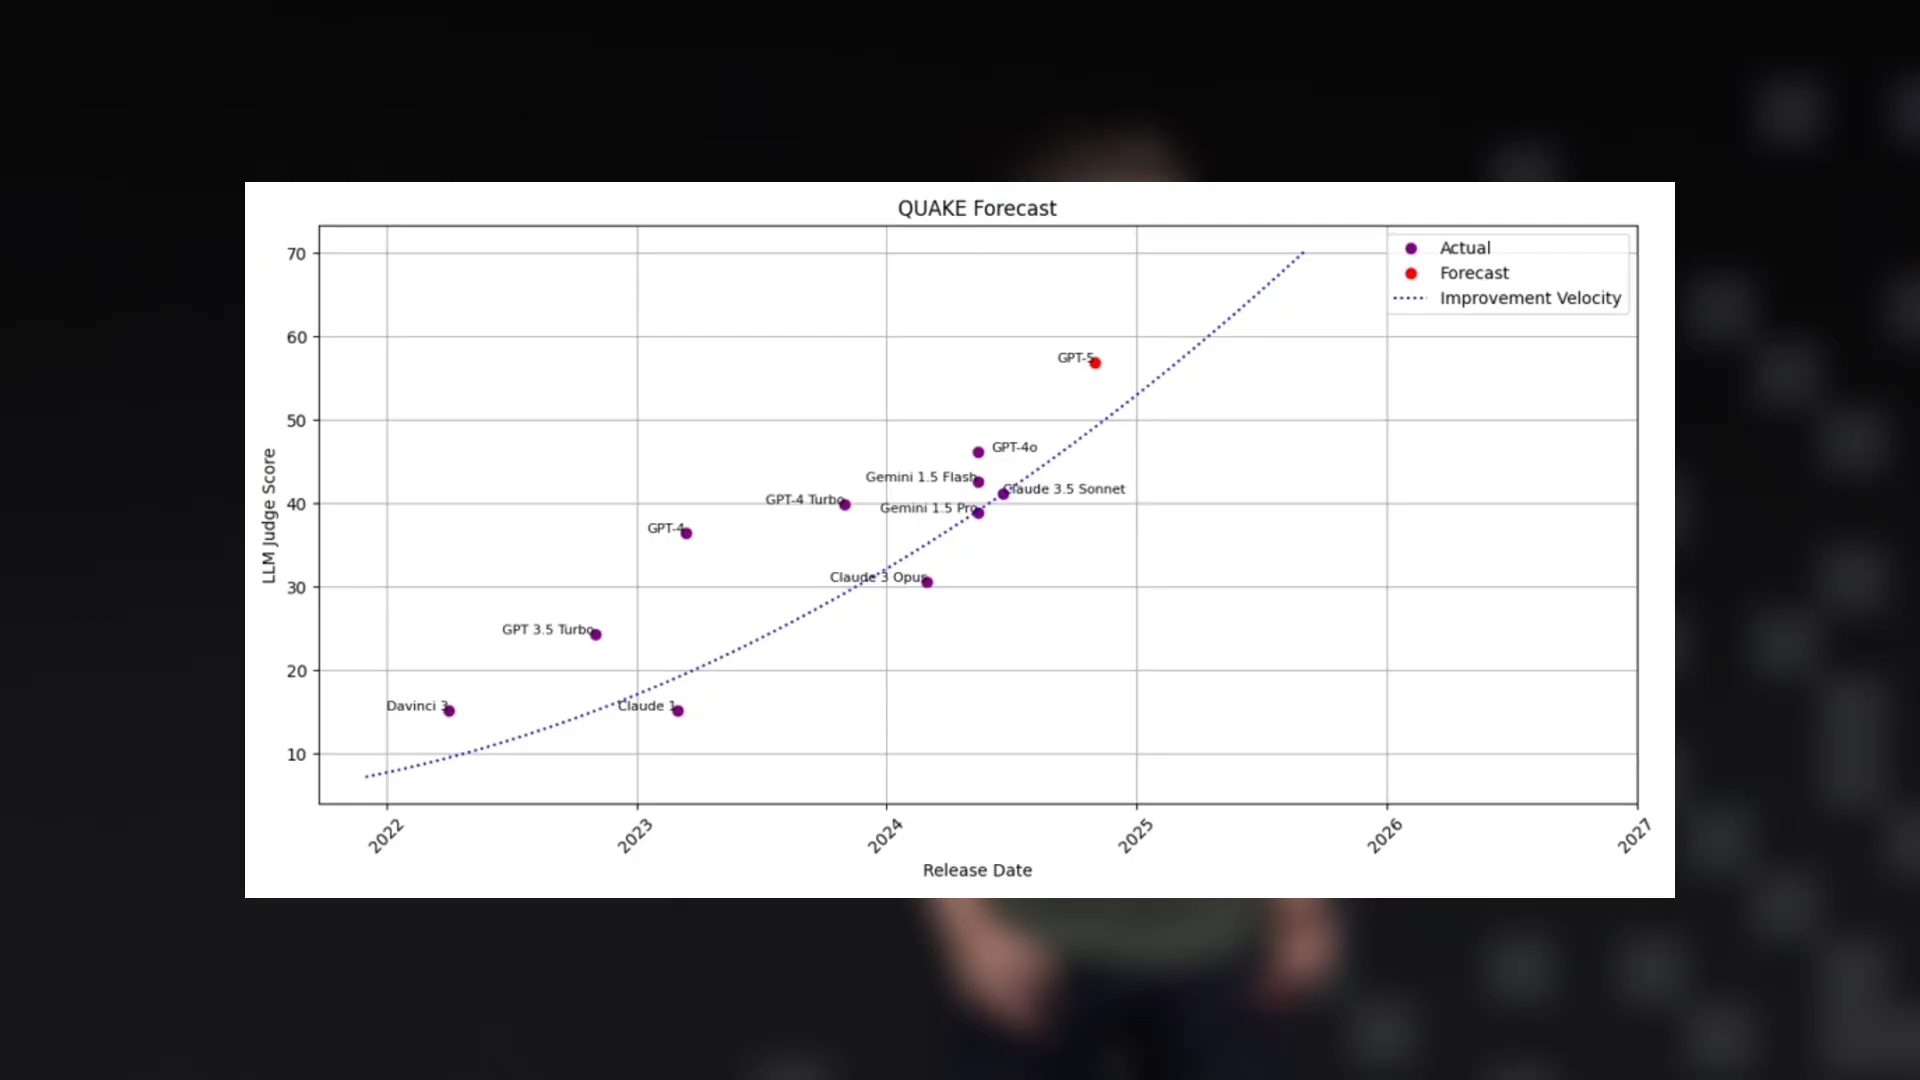 QUAKE Forecast
Actual
Forecast
Improvement Velocity
70
60
50
40
30
20
10
LLM Judge Score
GPT-5
GPT-4o
Gemini 1.5 Flash
Claude 3.5 Sonnet
GPT-4 Turbo
Gemini 1.5 Pro
GPT-4
Claude 3 Opus
GPT 3.5 Turbo
Davinci 3
Claude 1
2022
2023
2024
2025
2026
2027
Release Date